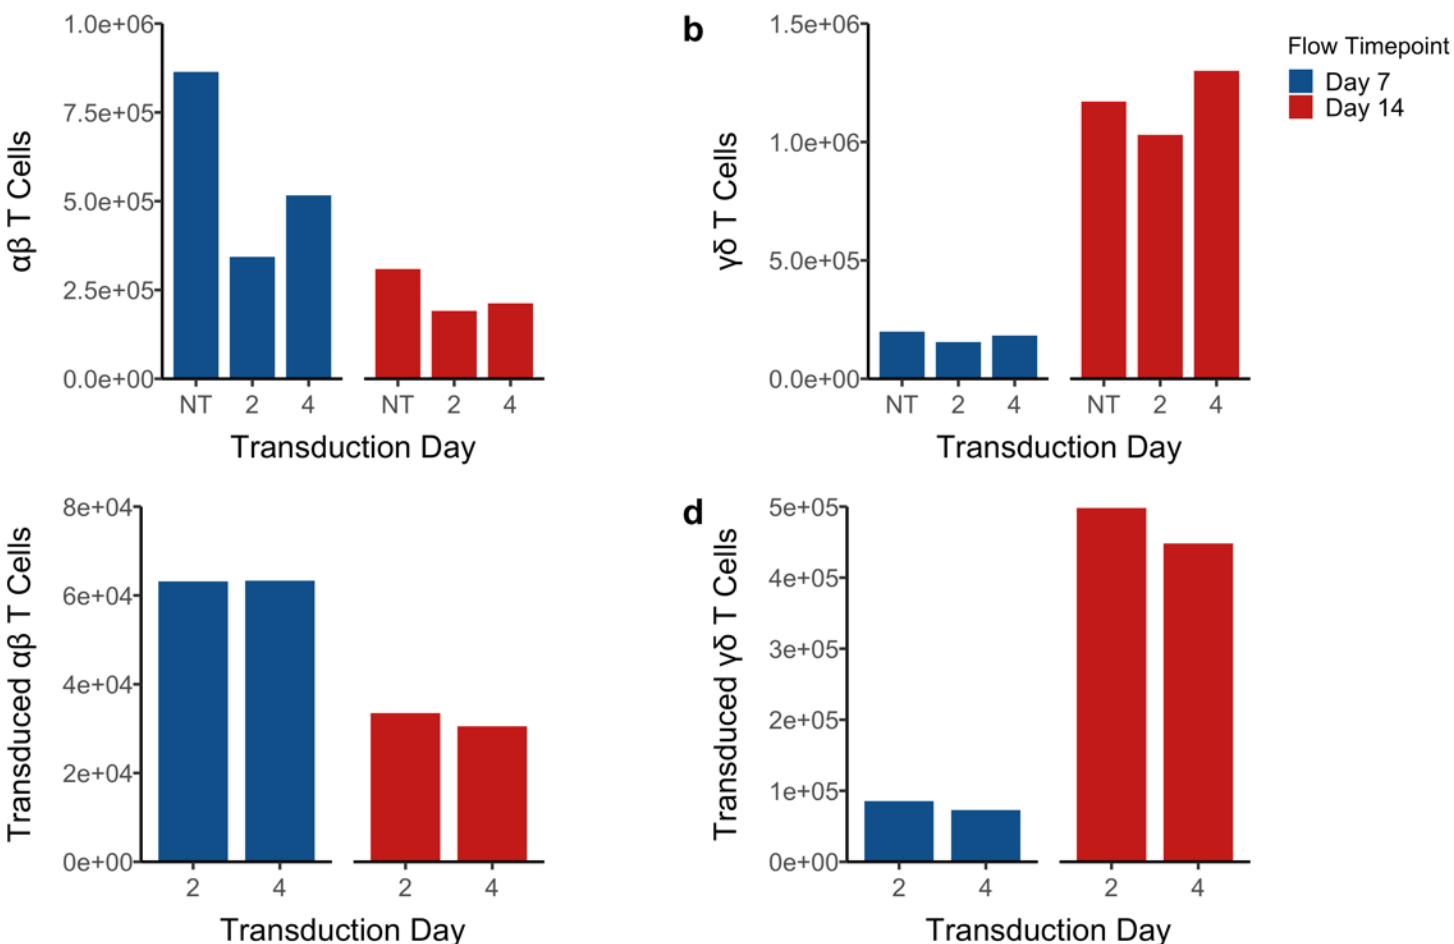 1.0e+06
7.5e+05
5.0e+05
2.5e+05
0.0e+00
αβ T Cells
NT 2 4 NT 2 4
Transduction Day
b
1.5e+06
1.0e+06
5.0e+05
0.0e+00
γδ T Cells
NT 2 4 NT 2 4
Transduction Day
Flow Timepoint
Day 7
Day 14
8e+04
6e+04
4e+04
2e+04
0e+00
Transduced αβ T Cells
2 4 2 4
Transduction Day
d
5e+05
4e+05
3e+05
2e+05
1e+05
0e+00
Transduced γδ T Cells
2 4 2 4
Transduction Day